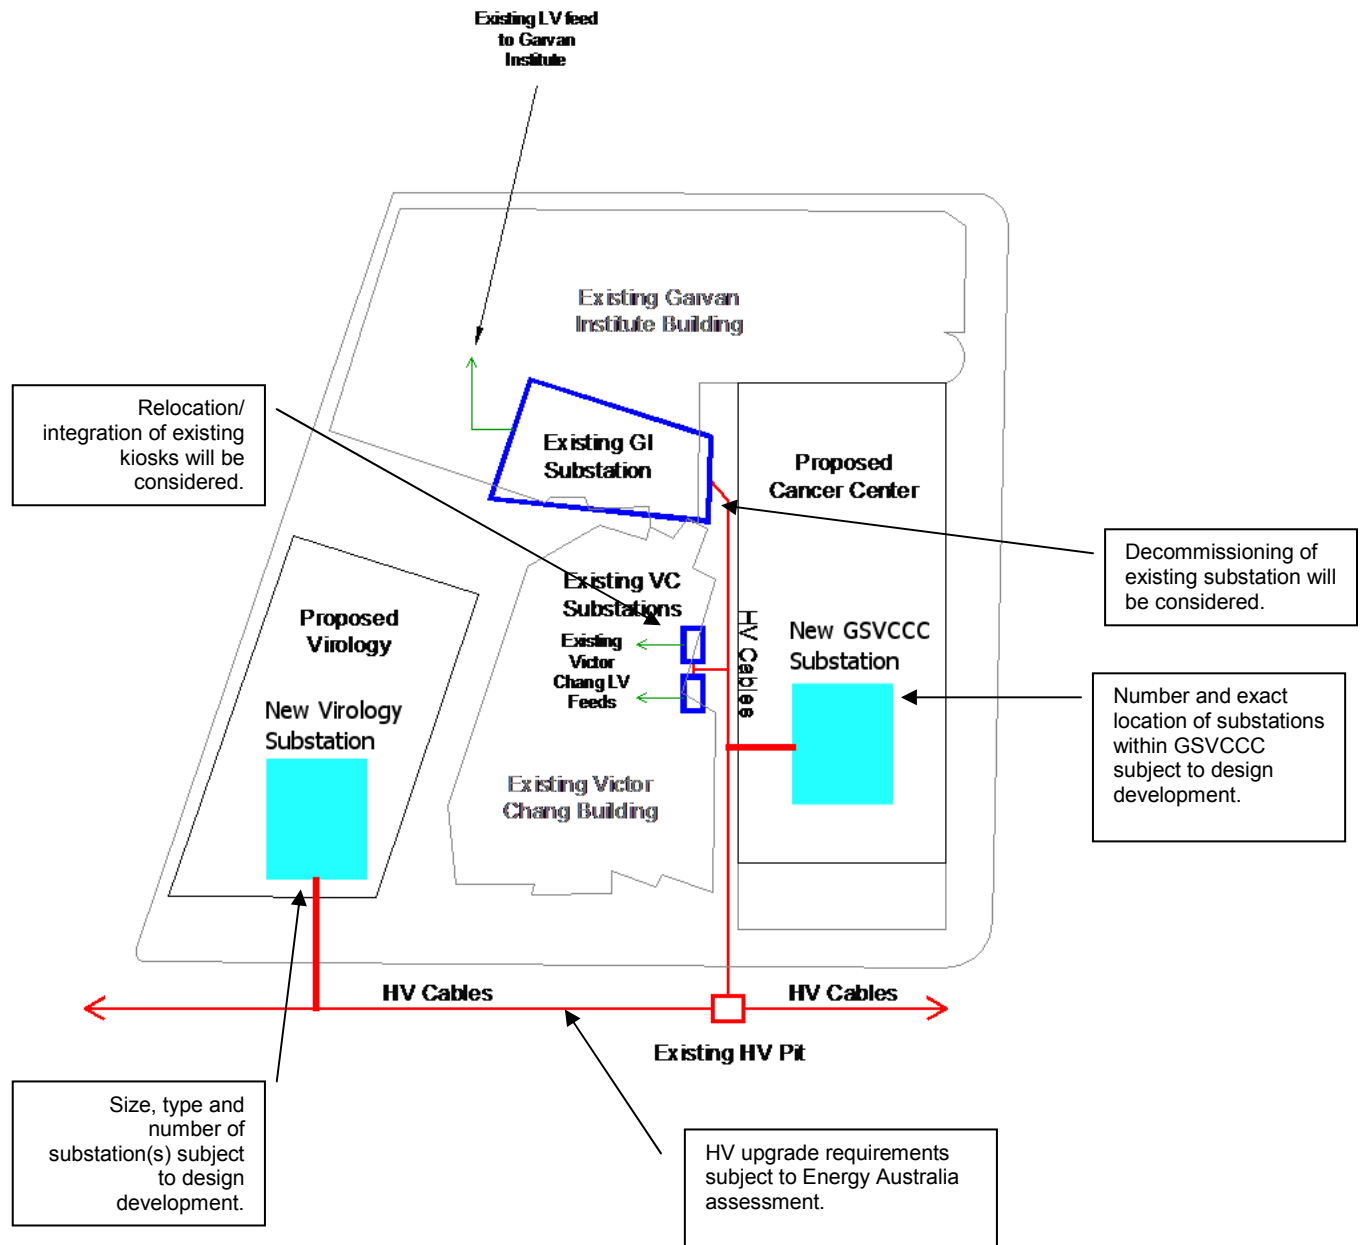 Existing LV feed
to Garvan
Institute
Existing Garvan
Institute Building
Relocation/
integration of existing
kiosks will be
considered.
Existing GI
Substation
Proposed
Cancer Center
Decommissioning of
existing substation will
be considered.
Existing VC
Substations
Proposed
Virology
Existing
Victor
Chang LV
Feeds
HV Cables
New GSVCCC
Substation
Number and exact
location of substations
within GSVCCC
subject to design
development.
New Virology
Substation
Existing Victor
Chang Building
HV Cables
HV Cables
Existing HV Pit
Size, type and
number of
substation(s) subject
to design
development.
HV upgrade requirements
subject to Energy Australia
assessment.